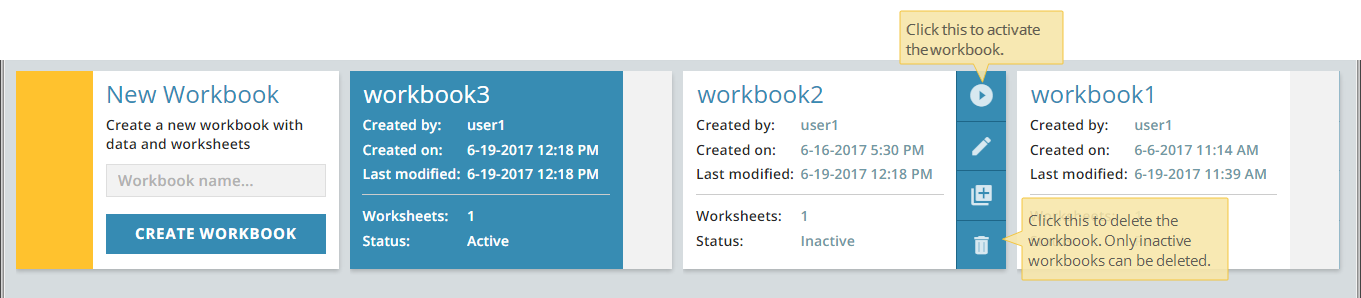 Click this to activate
the workbook.
New Workbook
Create a new workbook with
data and worksheets
Workbook name...
CREATE WORKBOOK
workbook3
Created by: user1
Created on: 6-19-2017 12:18 PM
Last modified: 6-19-2017 12:18 PM
Worksheets: 1
Status: Active
workbook2
Created by: user1
Created on: 6-16-2017 5:30 PM
Last modified: 6-19-2017 12:18 PM
Worksheets: 1
Status: Inactive
workbook1
Created by: user1
Created on: 6-6-2017 11:14 AM
Last modified: 6-19-2017 11:39 AM
Click this to delete the
workbook. Only inactive
workbooks can be deleted.